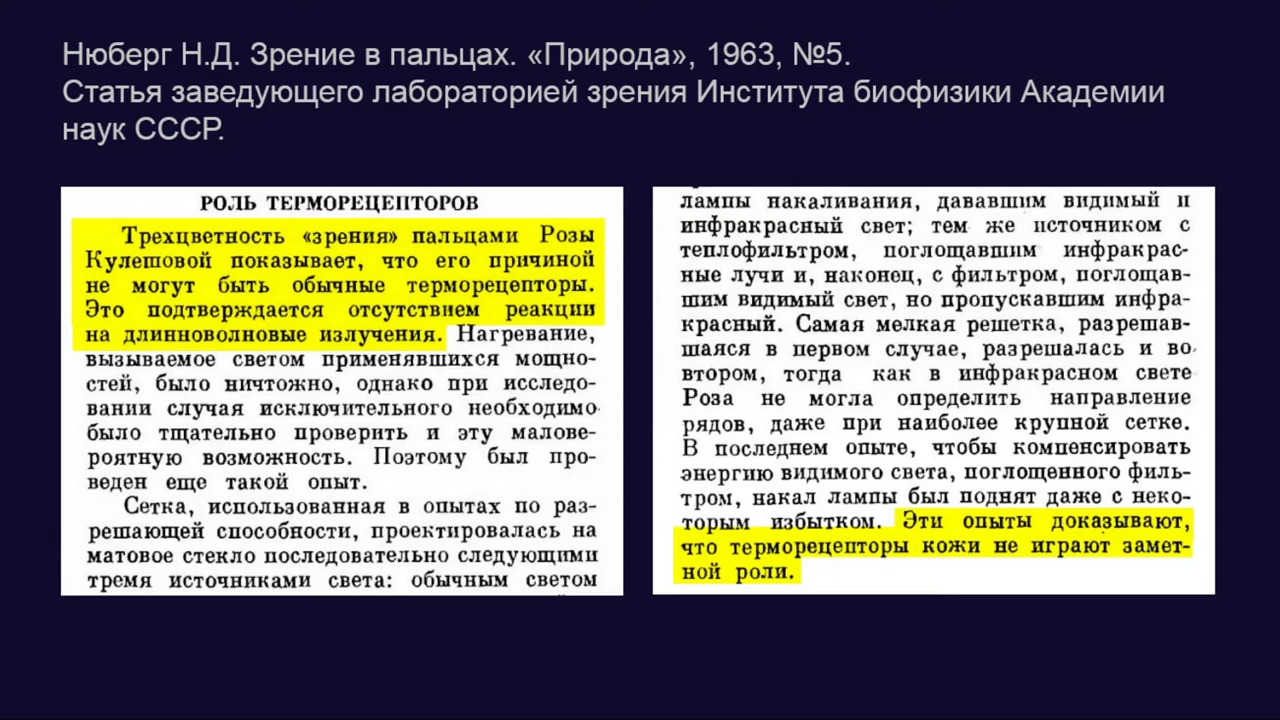 Нюберг Н.Д. Зрение в пальцах. «Природа», 1963, №5.
Статья заведующего лабораторией зрения Института биофизики Академии
наук СССР.
РОЛЬ ТЕРМОРЕЦЕПТОРОВ
Трехцветность «зрения» пальцами Розы
Кулешовой показывает, что его причиной
не могут быть обычные терморецепторы.
Это подтверждается отсутствием реакции
на длинноволновые излучения. Нагревание,
вызываемое светом применявшихся мощно-
стей, было ничтожно, однако при исследо-
вании случая исключительного необходимо
было тщательно проверить и эту малове-
роятную возможность. Поэтому был про-
веден еще такой опыт.
Сетка, использованная в опытах по раз-
решающей способности, проектировалась на
матовое стекло последовательно следующими
тремя источниками света: обычным светом
лампы накаливания, дававшим видимый и
инфракрасный свет; тем же источником с
теплофильтром, поглощавшим инфракрас-
ные лучи и, наконец, с фильтром, поглощав-
шим видимый свет, но пропускавшим инфра-
красный. Самая мелкая решетка, разрешав-
шаяся в первом случае, разрешалась и во
втором, тогда как в инфракрасном свете
Роза не могла определить направление
рядов, даже при наиболее крупной сетке.
В последнем опыте, чтобы компенсировать
энергию видимого света, поглощенного филь-
тром, накал лампы был поднят даже с неко-
торым избытком. Эти опыты доказывают,
что терморецепторы кожи не играют замет-
ной роли.